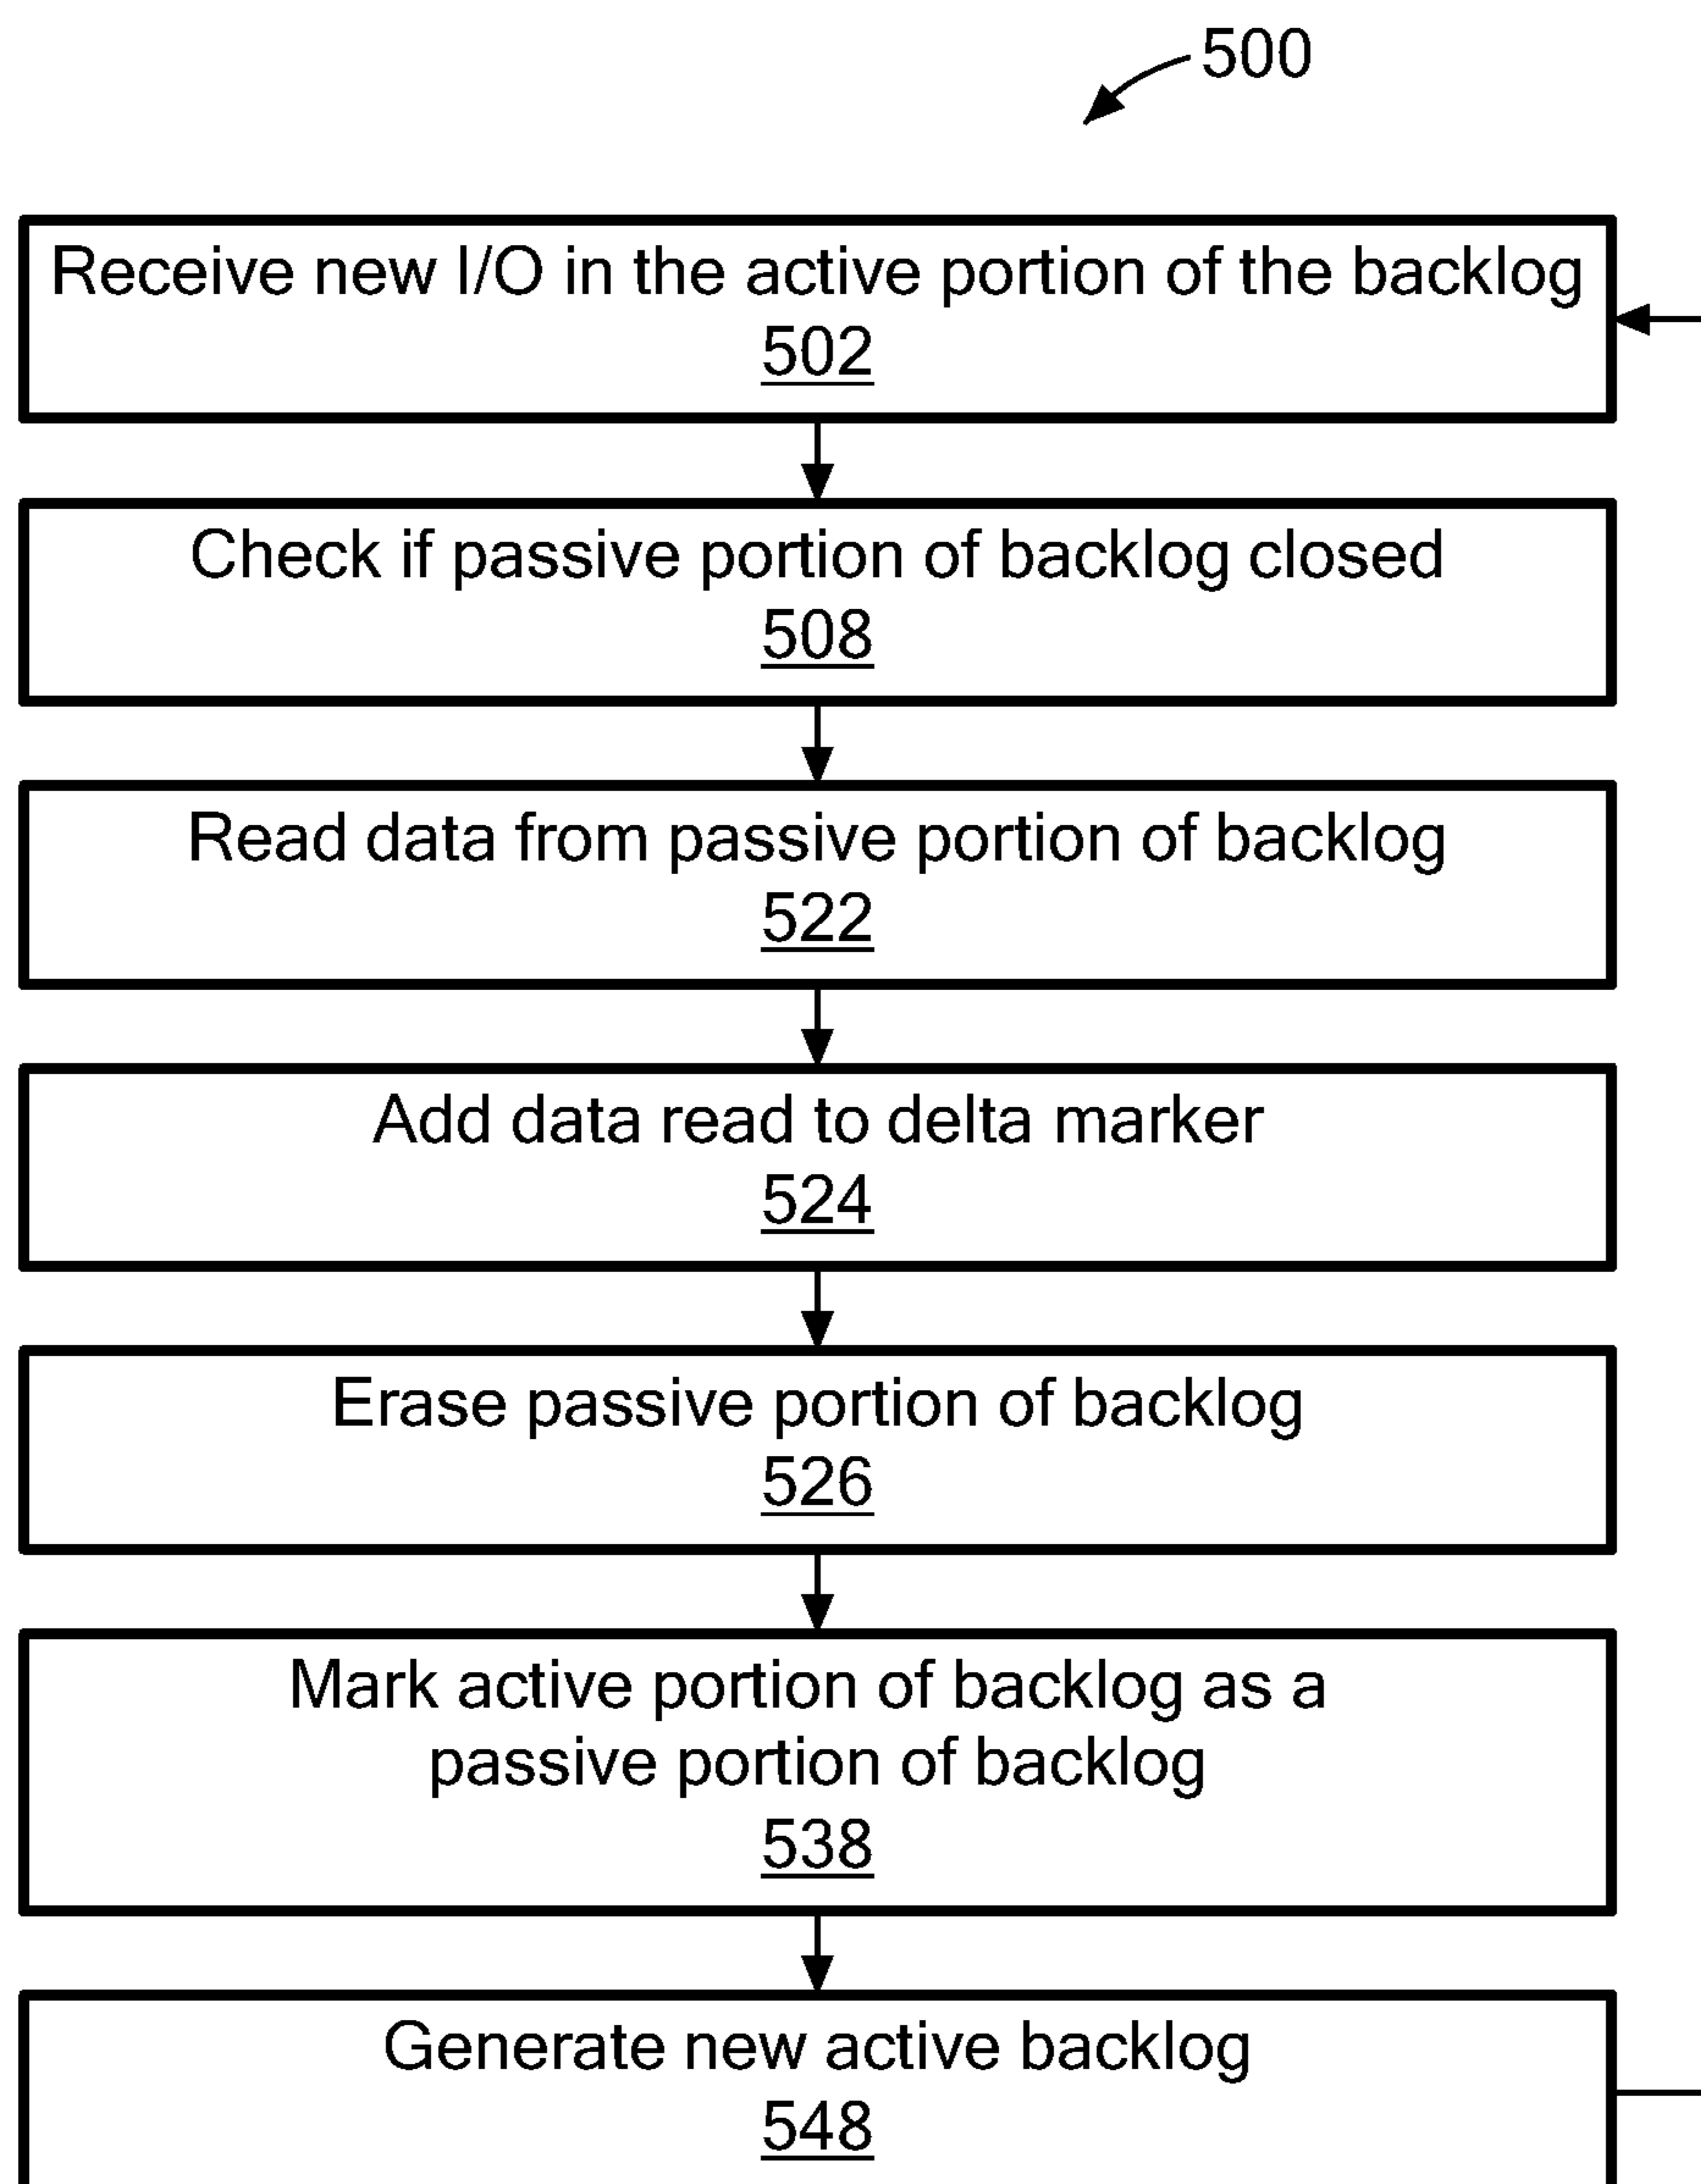 500
Receive new I/O in the active portion of the backlog
502
Check if passive portion of backlog closed
508
Read data from passive portion of backlog
522
Add data read to delta marker
524
Erase passive portion of backlog
526
Mark active portion of backlog as a
passive portion of backlog
538
Generate new active backlog
548